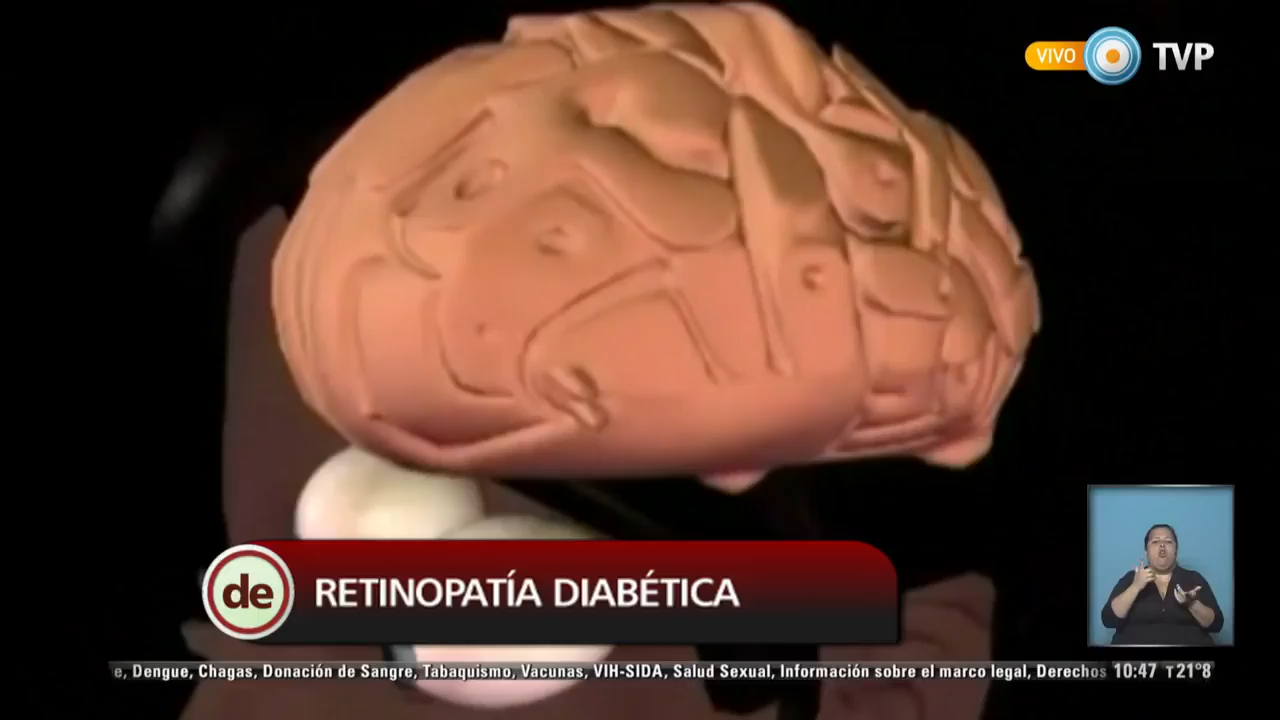 VIVO TVP
de RETINOPATÍA DIABÉTICA
e, Dengue, Chagas, Donación de Sangre, Tabaquismo, Vacunas, VIH-SIDA, Salud Sexual, Información sobre el marco legal, Derechos 10:47 T21°8